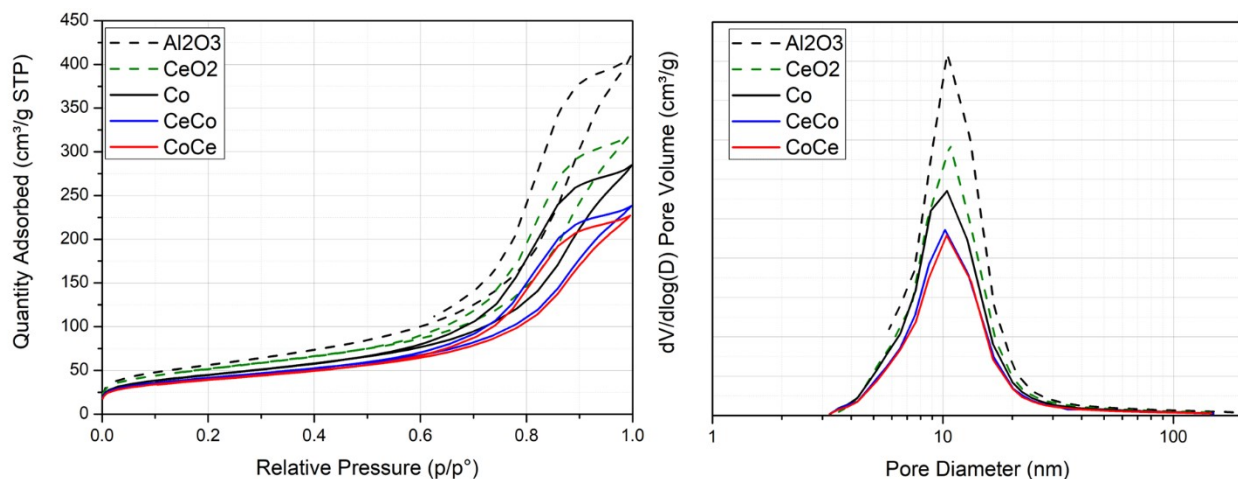 Quantity Adsorbed (cm³/g STP)
450
400
350
300
250
200
150
100
50
0
Al2O3
CeO2
Co
CeCo
CoCe
0.0 0.2 0.4 0.6 0.8 1.0
Relative Pressure (p/p°)
dV/dlog(D) Pore Volume (cm³/g)
Al2O3
CeO2
Co
CeCo
CoCe
1 10 100
Pore Diameter (nm)